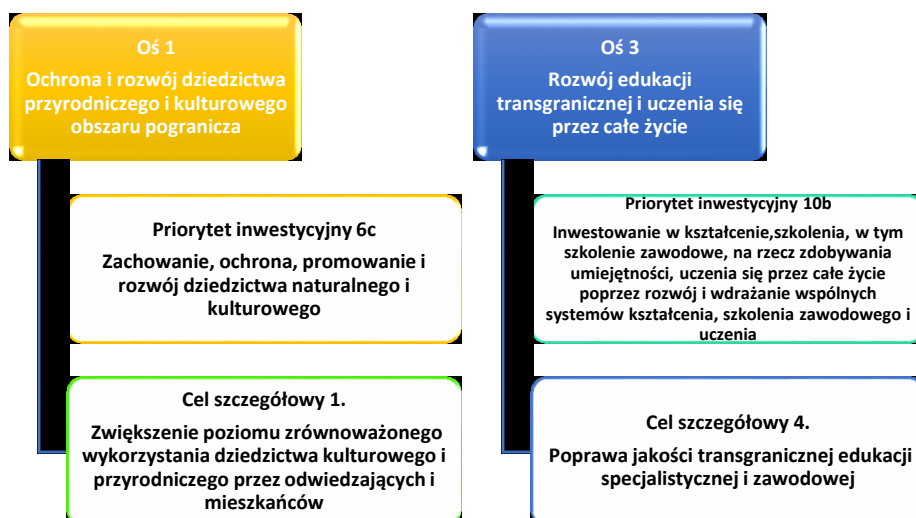 Oś 1
Ochrona i rozwój dziedzictwa
przyrodniczego i kulturowego
obszaru pogranicza
Priorytet inwestycyjny 6c
Zachowanie, ochrona, promowanie i
rozwój dziedzictwa naturalnego i
kulturowego
Cel szczegółowy 1.
Zwiększenie poziomu zrównoważonego
wykorzystania dziedzictwa kulturowego i
przyrodniczego przez odwiedzających i
mieszkańców
Oś 3
Rozwój edukacji
transgranicznej i uczenia się
przez całe życie
Priorytet inwestycyjny 10b
Inwestowanie w kształcenie,szkolenia, w tym
szkolenie zawodowe, na rzecz zdobywania
umiejętności, uczenia się przez całe życie
poprzez rozwój i wdrażanie wspólnych
systemów kształcenia, szkolenia zawodowego i
uczenia
Cel szczegółowy 4.
Poprawa jakości transgranicznej edukacji
specjalistycznej i zawodowej